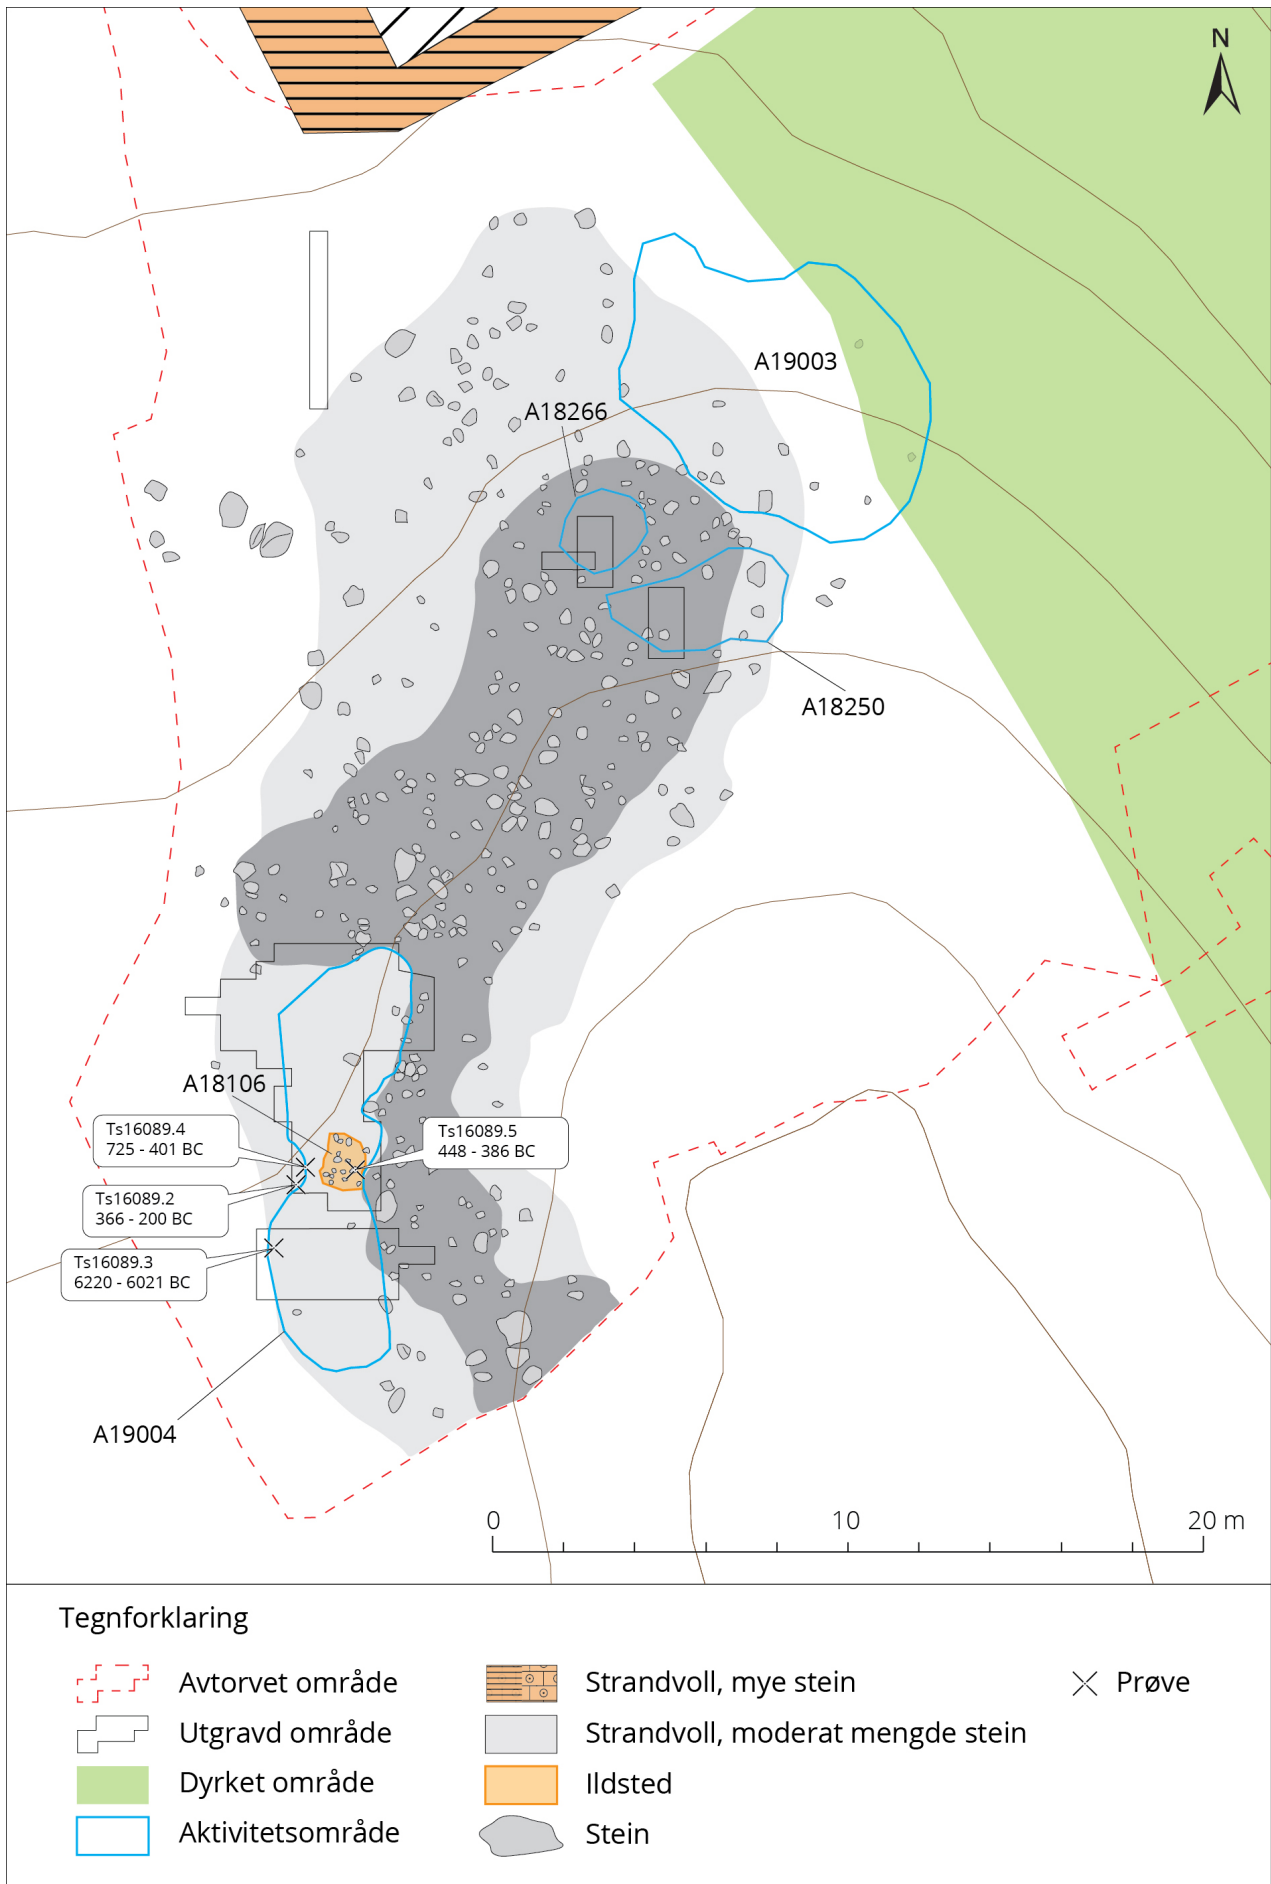 N
A19003
A18266
A18250
A18106
Ts16089.4
725 - 401 BC
Ts16089.5
448 - 386 BC
Ts16089.2
366 - 200 BC
Ts16089.3
6220 - 6021 BC
A19004
0 10 20 m
Tegnforklaring
Avtorvet område
Utgravd område
Dyrket område
Aktivitetsområde
Strandvoll, mye stein
Strandvoll, moderat mengde stein
Ildsted
Stein
Prøve